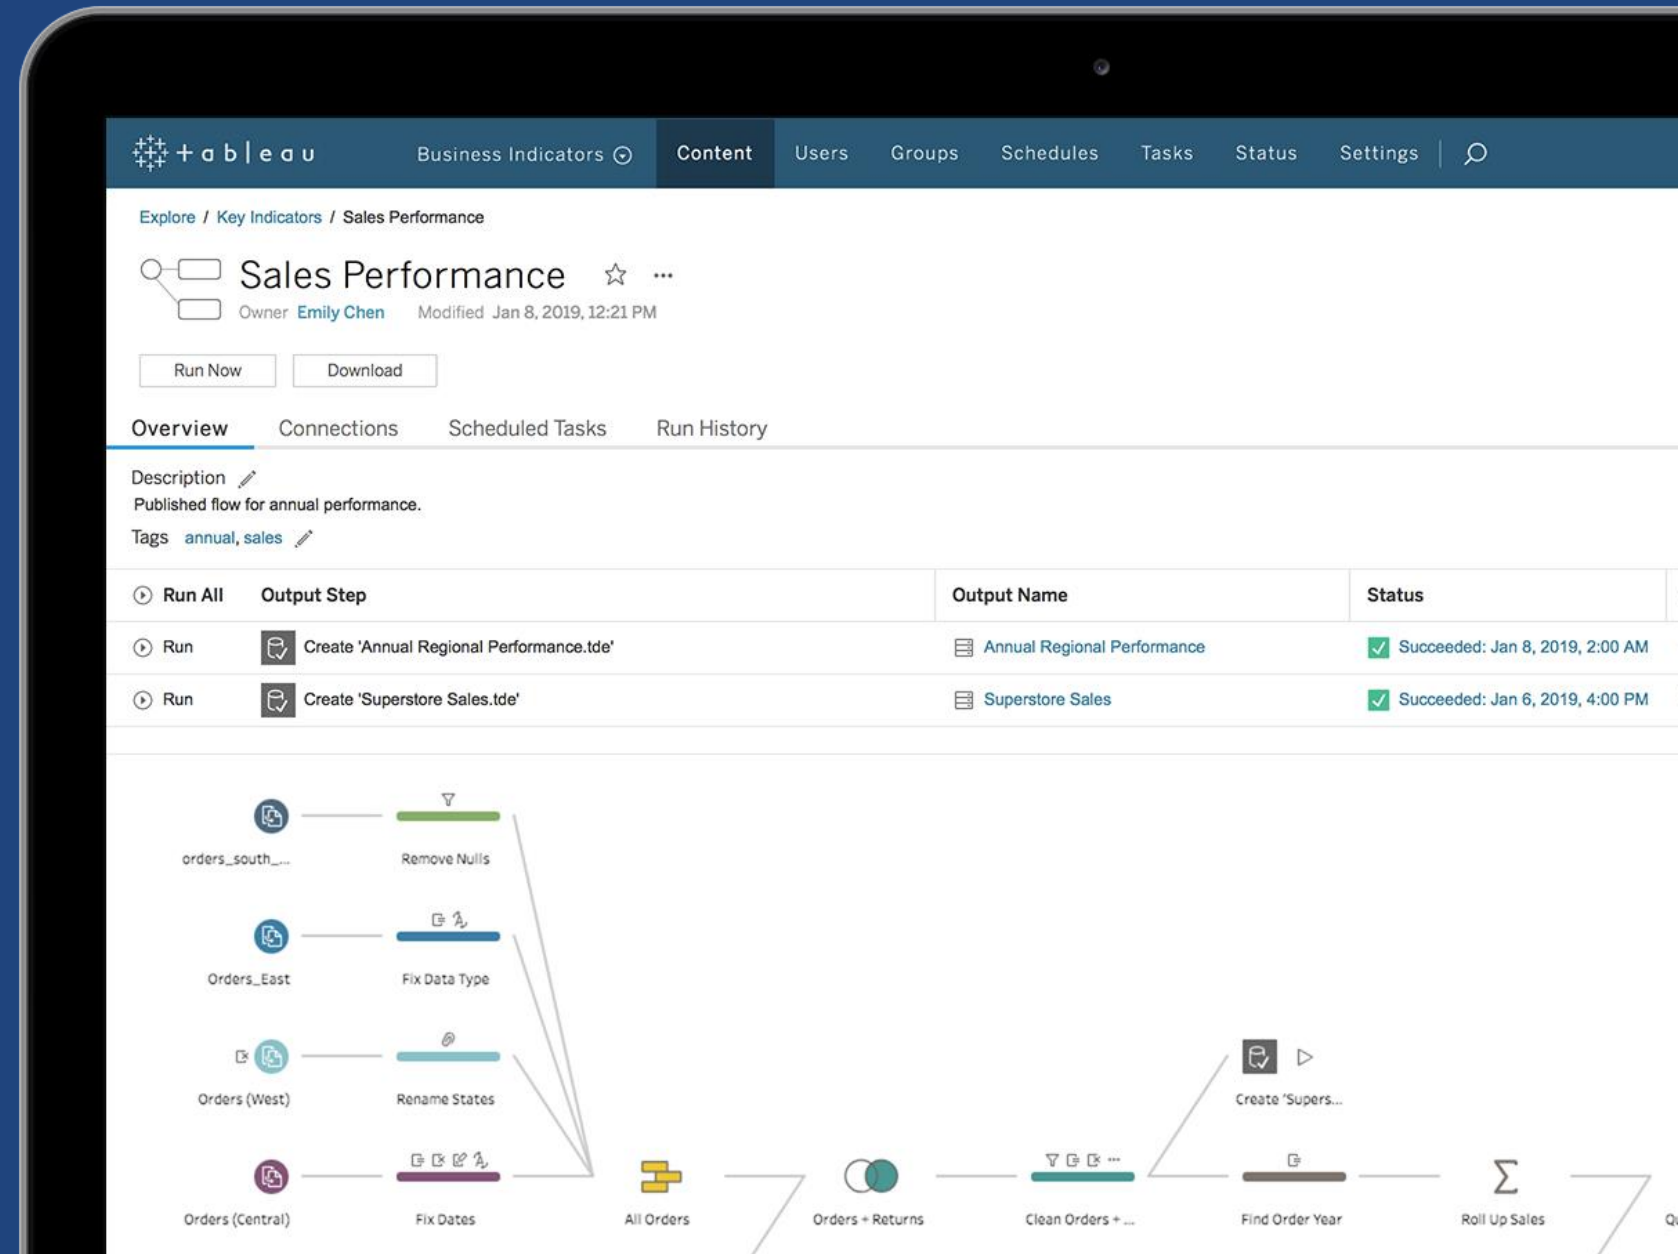 + a b l e a u
Business Indicators
Content
Users
Groups
Schedules
Tasks
Status
Settings
Explore / Key Indicators / Sales Performance
Sales Performance
Owner Emily Chen Modified Jan 8, 2019, 12:21 PM
Run Now
Download
Overview
Connections
Scheduled Tasks
Run History
Description
Published flow for annual performance.
Tags annual, sales
Run All Output Step Output Name Status
Run Create 'Annual Regional Performance.tde' Annual Regional Performance Succeeded: Jan 8, 2019, 2:00 AM
Run Create 'Superstore Sales.tde' Superstore Sales Succeeded: Jan 6, 2019, 4:00 PM
orders_south_...
Remove Nulls
Orders_East
Fix Data Type
Orders (West)
Rename States
Create 'Supers...
Orders (Central)
Fix Dates
All Orders
Orders + Returns
Clean Orders + ...
Find Order Year
Roll Up Sales